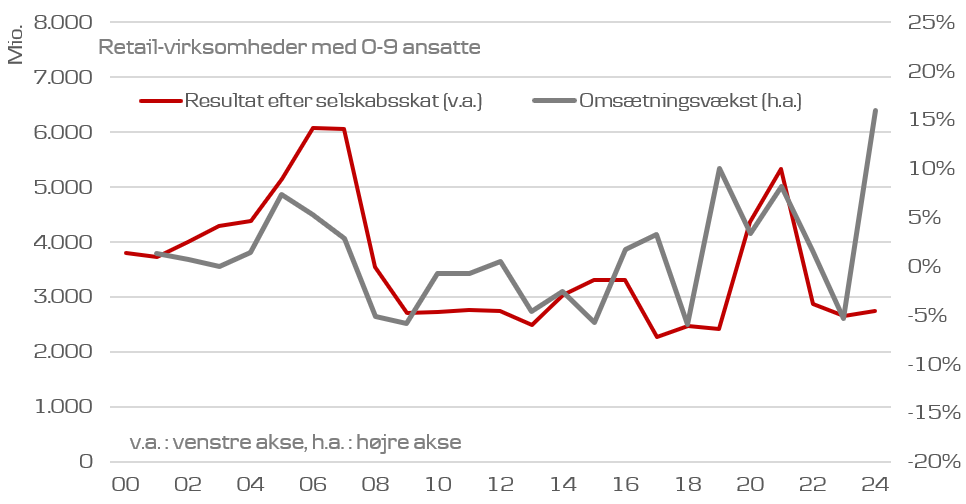 Mio.
Retail-virksomheder med 0-9 ansatte
Resultat efter selskabsskat (v.a.) Omsætningsvækst (h.a.)
8.000 25%
7.000 20%
6.000 15%
5.000 10%
4.000 5%
3.000 0%
2.000 -5%
1.000 -10%
0 -15%
-20%
v.a. : venstre akse, h.a. : højre akse
00 02 04 06 08 10 12 14 16 18 20 22 24